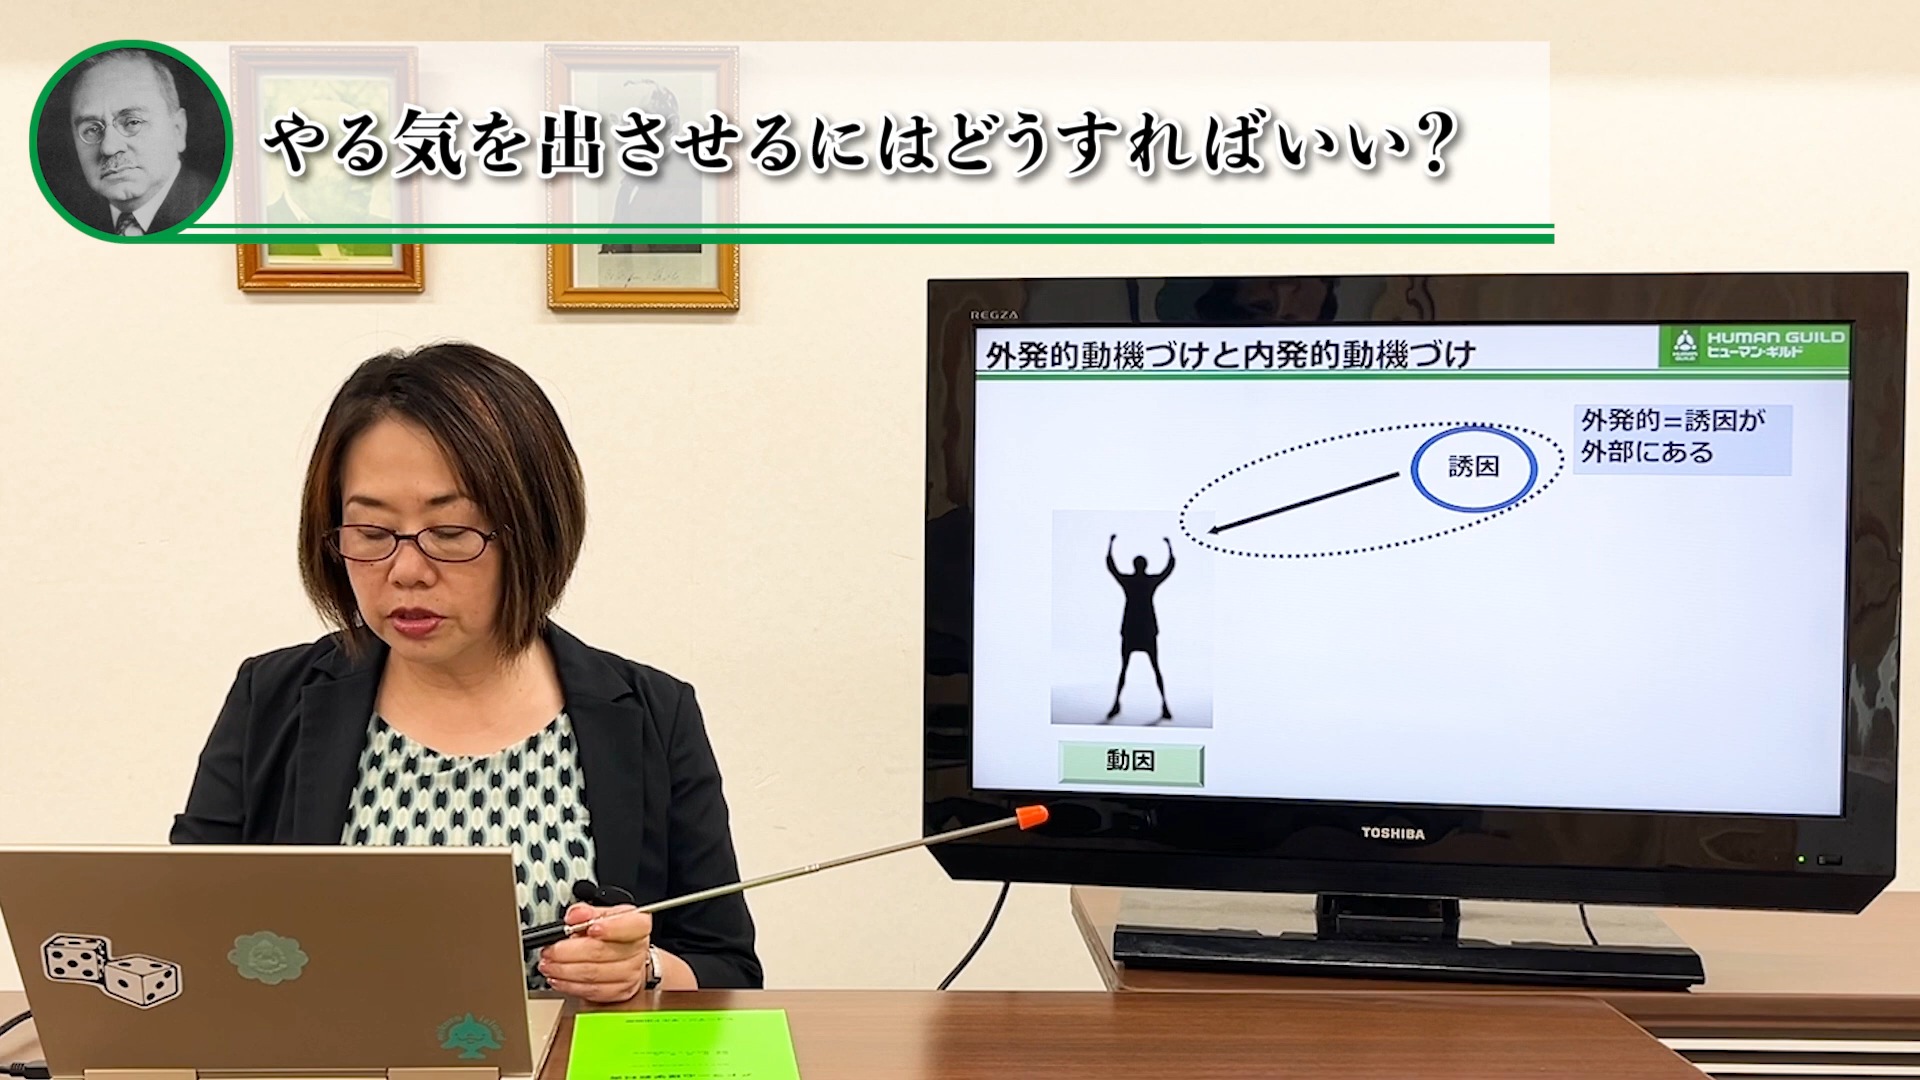 やる気を出させるにはどうすればいい?
REGZA
外発的動機づけと内発的動機づけ
HUMAN GUILD
ヒューマン・ギルド
HUMAN
GUILD
外発的=誘因が
外部にある
誘因
動因
TOSHIBA